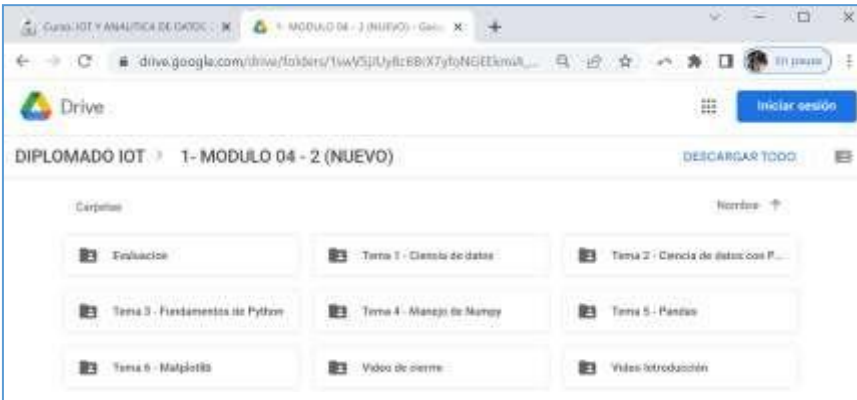 Curso: IOT Y ANALITICA DE DATOS
1- MODULO 04 - 2 (NUEVO) - Goo
drive.google.com/drive/folders/
En pausa
Drive
Iniciar sesión
DIPLOMADO IOT > 1- MODULO 04 - 2 (NUEVO)
DESCARGAR TODO
Carpetas
Nombre ↑
Evaluacion
Tema 1 - Ciencia de datos
Tema 2 - Ciencia de datos con P...
Tema 3 - Fundamentos de Python
Tema 4 - Manejo de Numpy
Tema 5 - Pandas
Tema 6 - Matplotlib
Video de cierre
Video Introducción